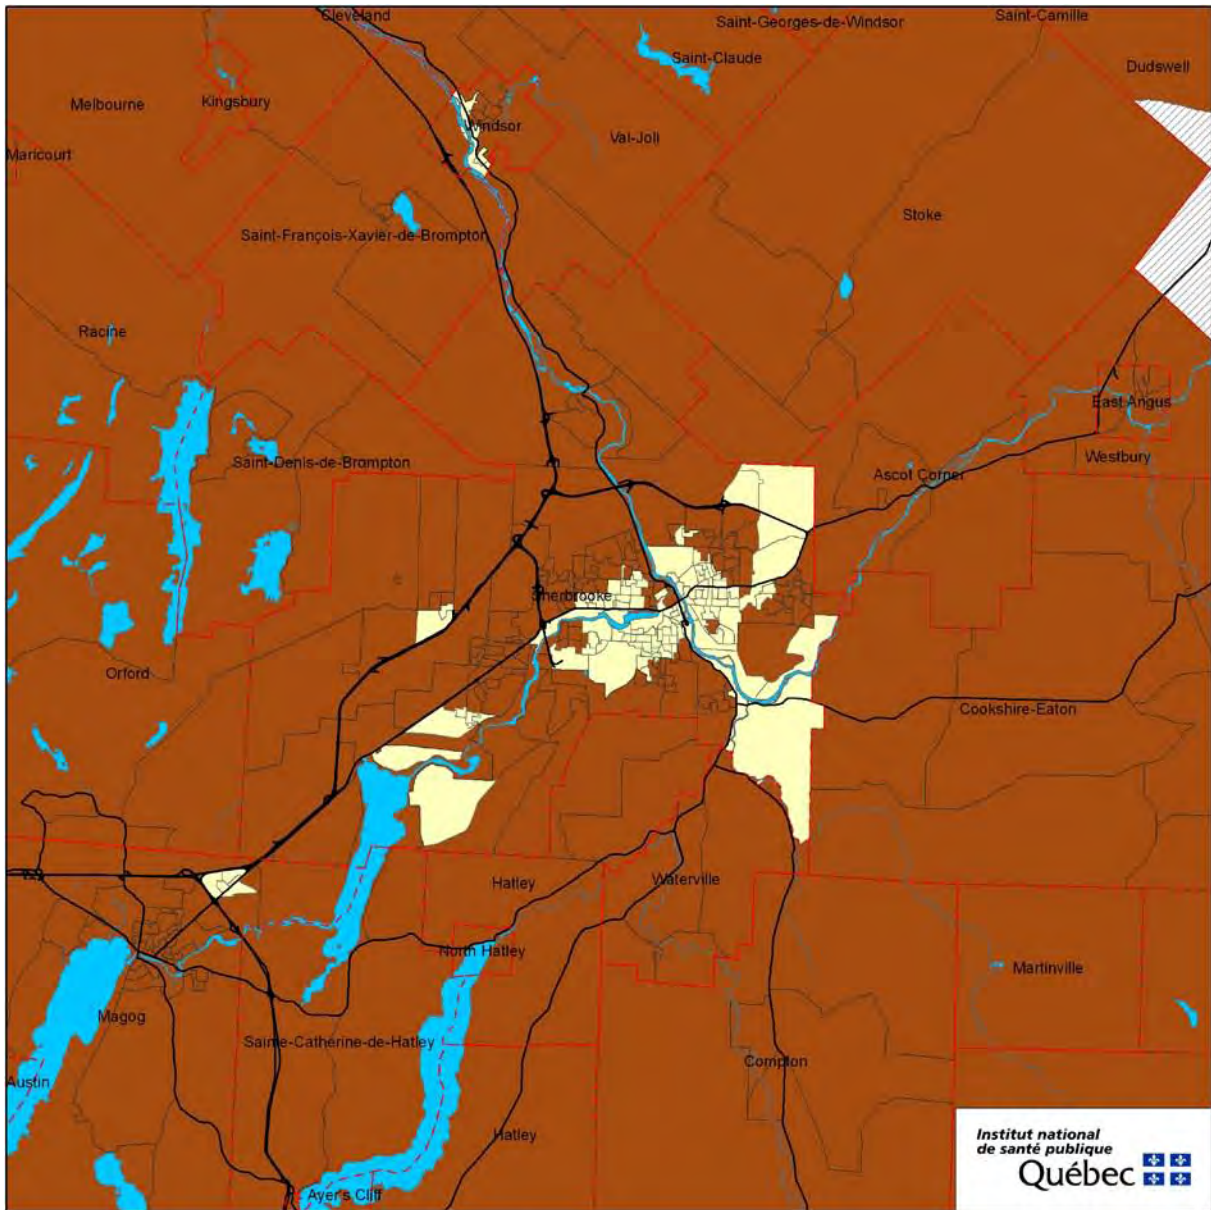 Cleveland
Saint-Georges-de-Windsor
Saint-Camille
Saint-Claude
Dudswell
Melbourne
Kingsbury
Windsor
Val-Joli
Maricourt
Stoke
Saint-François-Xavier-de-Brompton
Racine
East Angus
Saint-Denis-de-Brompton
Westbury
Ascot Corner
Sherbrooke
Orford
Cookshire-Eaton
Hatley
Waterville
North Hatley
Martinville
Magog
Sainte-Catherine-de-Hatley
Compton
Austin
Hatley
Ayer's Cliff
Institut national
de santé publique
Québec